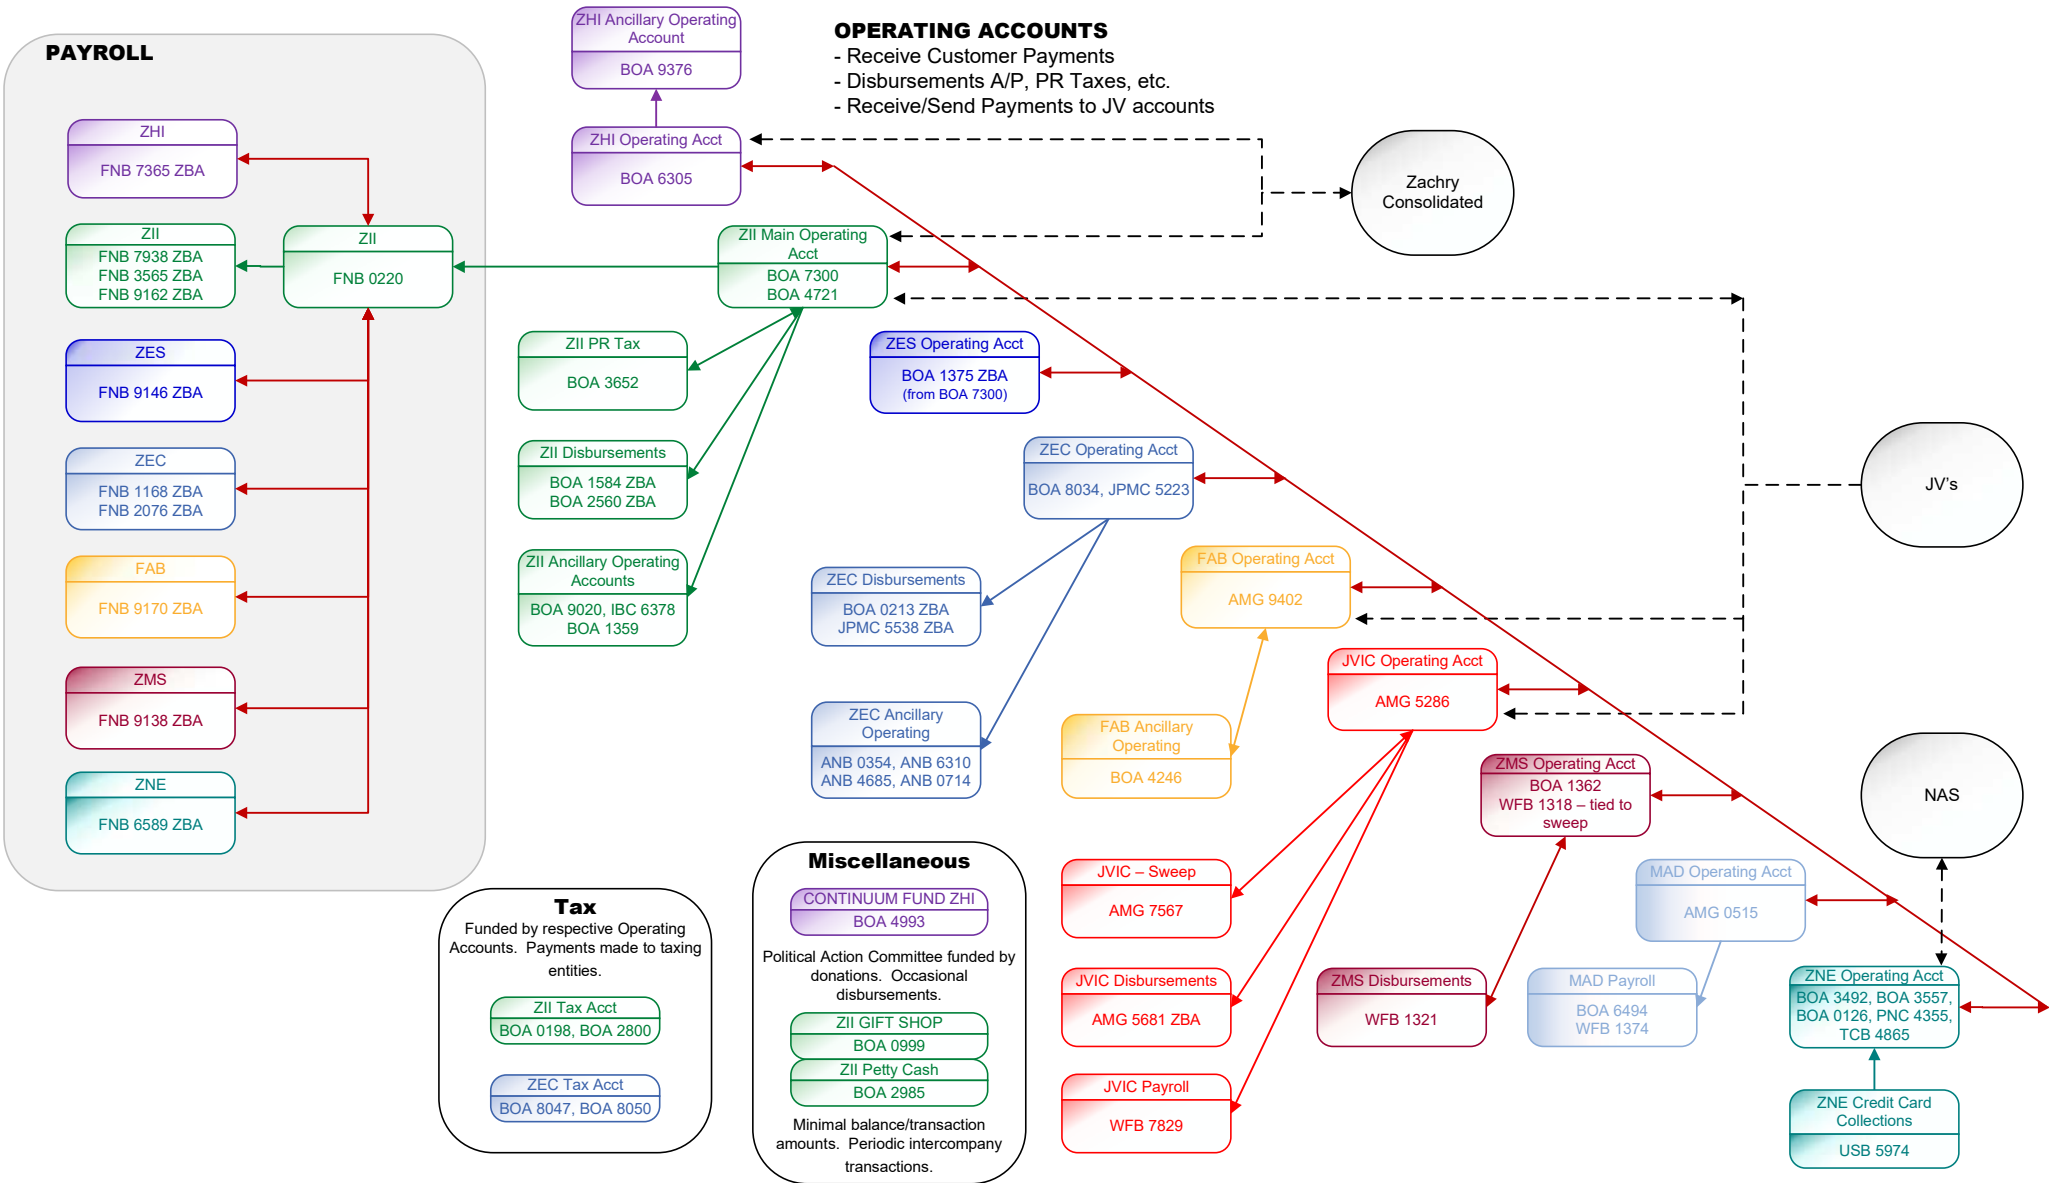 PAYROLL
ZHI
FNB 7365 ZBA
ZII
FNB 7938 ZBA
FNB 3565 ZBA
FNB 9162 ZBA
ZII
FNB 0220
ZES
FNB 9146 ZBA
ZEC
FNB 1168 ZBA
FNB 2076 ZBA
FAB
FNB 9170 ZBA
ZMS
FNB 9138 ZBA
ZNE
FNB 6589 ZBA
ZHI Ancillary Operating
Account
BOA 9376
OPERATING ACCOUNTS
- Receive Customer Payments
- Disbursements A/P, PR Taxes, etc.
- Receive/Send Payments to JV accounts
ZHI Operating Acct
BOA 6305
Zachry
Consolidated
ZII Main Operating
Acct
BOA 7300
BOA 4721
ZII PR Tax
BOA 3652
ZES Operating Acct
BOA 1375 ZBA
(from BOA 7300)
ZII Disbursements
BOA 1584 ZBA
BOA 2560 ZBA
ZEC Operating Acct
BOA 8034, JPMC 5223
JV's
ZII Ancillary Operating
Accounts
BOA 9020, IBC 6378
BOA 1359
ZEC Disbursements
BOA 0213 ZBA
JPMC 5538 ZBA
FAB Operating Acct
AMG 9402
ZEC Ancillary
Operating
ANB 0354, ANB 6310
ANB 4685, ANB 0714
FAB Ancillary
Operating
BOA 4246
JVIC Operating Acct
AMG 5286
ZMS Operating Acct
BOA 1362
WFB 1318 – tied to
sweep
NAS
JVIC – Sweep
AMG 7567
MAD Operating Acct
AMG 0515
JVIC Disbursements
AMG 5681 ZBA
ZMS Disbursements
WFB 1321
MAD Payroll
BOA 6494
WFB 1374
ZNE Operating Acct
BOA 3492, BOA 3557,
BOA 0126, PNC 4355,
TCB 4865
JVIC Payroll
WFB 7829
ZNE Credit Card
Collections
USB 5974
Tax
Funded by respective Operating
Accounts.  Payments made to taxing
entities.
ZII Tax Acct
BOA 0198, BOA 2800
ZEC Tax Acct
BOA 8047, BOA 8050
Miscellaneous
CONTINUUM FUND ZHI
BOA 4993
Political Action Committee funded by
donations.  Occasional
disbursements.
ZII GIFT SHOP
BOA 0999
ZII Petty Cash
BOA 2985
Minimal balance/transaction
amounts.  Periodic intercompany
transactions.